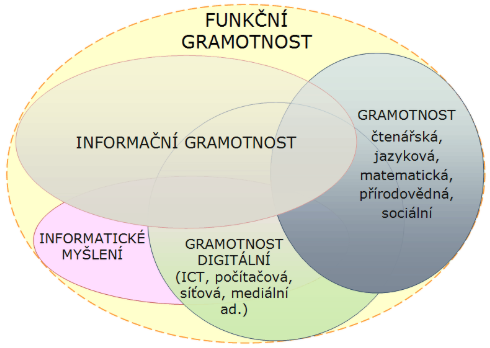 FUNKČNÍ
GRAMOTNOST
INFORMAČNÍ GRAMOTNOST
GRAMOTNOST
čtenářská,
jazyková,
matematická,
přírodovědná,
sociální
INFORMATICKÉ
MYŠLENÍ
GRAMOTNOST
DIGITÁLNÍ
(ICT, počítačová,
síťová, mediální
ad.)